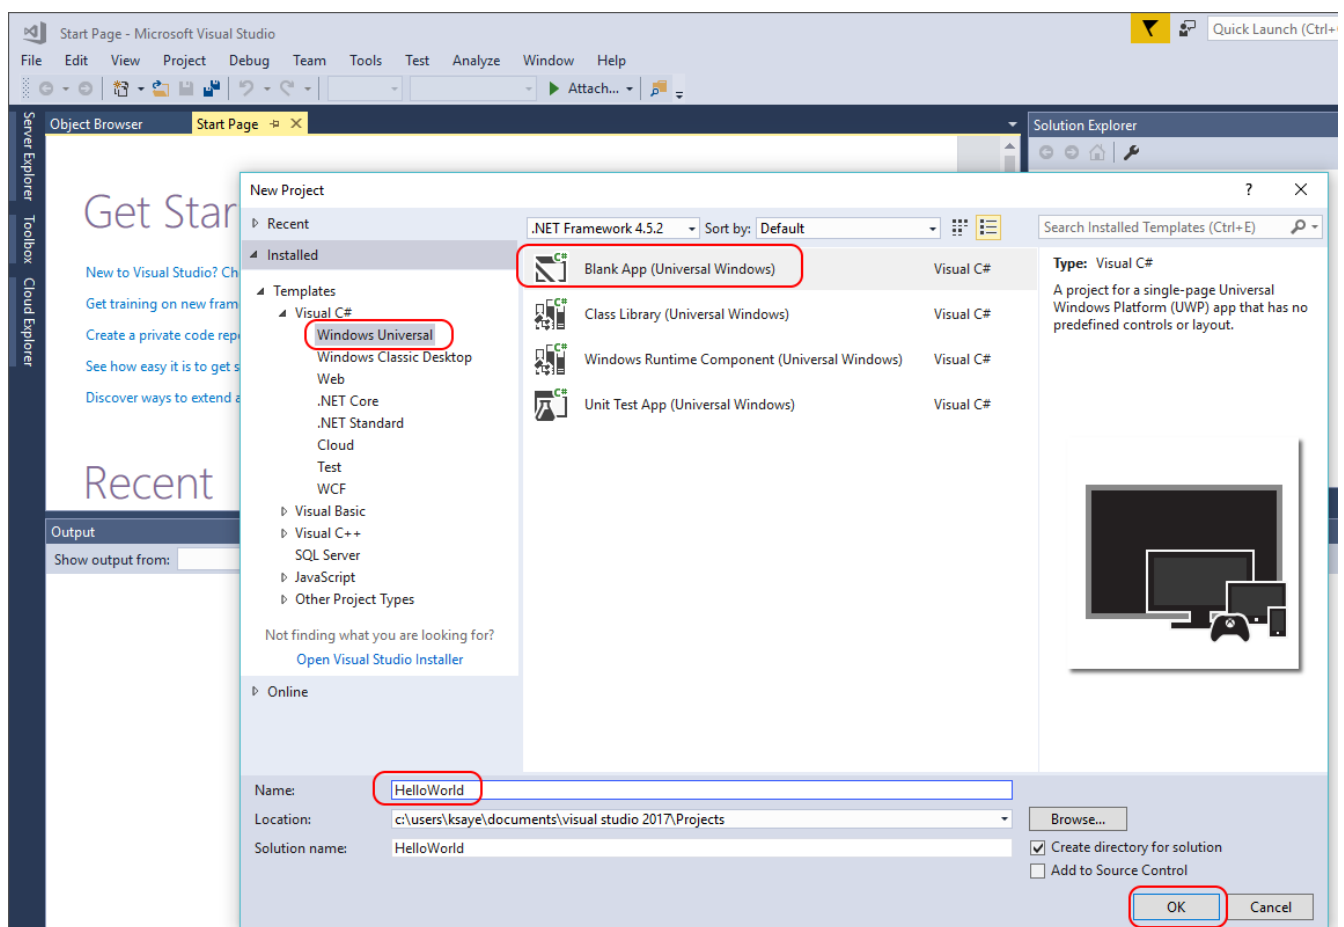 Start Page - Microsoft Visual Studio
Quick Launch (Ctrl+
File Edit View Project Debug Team Tools Test Analyze Window Help
Attach...
Server Explorer
Toolbox
Cloud Explorer
Object Browser
Start Page
Solution Explorer
Get Star
New to Visual Studio? Ch
Get training on new fram
Create a private code rep
See how easy it is to get s
Discover ways to extend a
Recent
Output
Show output from:
New Project
?
Recent
Installed
Templates
Visual C#
Windows Universal
Windows Classic Desktop
Web
.NET Core
.NET Standard
Cloud
Test
WCF
Visual Basic
Visual C++
SQL Server
JavaScript
Other Project Types
Not finding what you are looking for?
Open Visual Studio Installer
Online
.NET Framework 4.5.2 Sort by: Default
C# Blank App (Universal Windows) Visual C#
C# Class Library (Universal Windows) Visual C#
C# Windows Runtime Component (Universal Windows) Visual C#
C# Unit Test App (Universal Windows) Visual C#
Search Installed Templates (Ctrl+E)
Type: Visual C#
A project for a single-page Universal
Windows Platform (UWP) app that has no
predefined controls or layout.
Name: HelloWorld
Location: c:\users\ksaye\documents\visual studio 2017\Projects
Browse...
Solution name: HelloWorld
Create directory for solution
Add to Source Control
OK Cancel